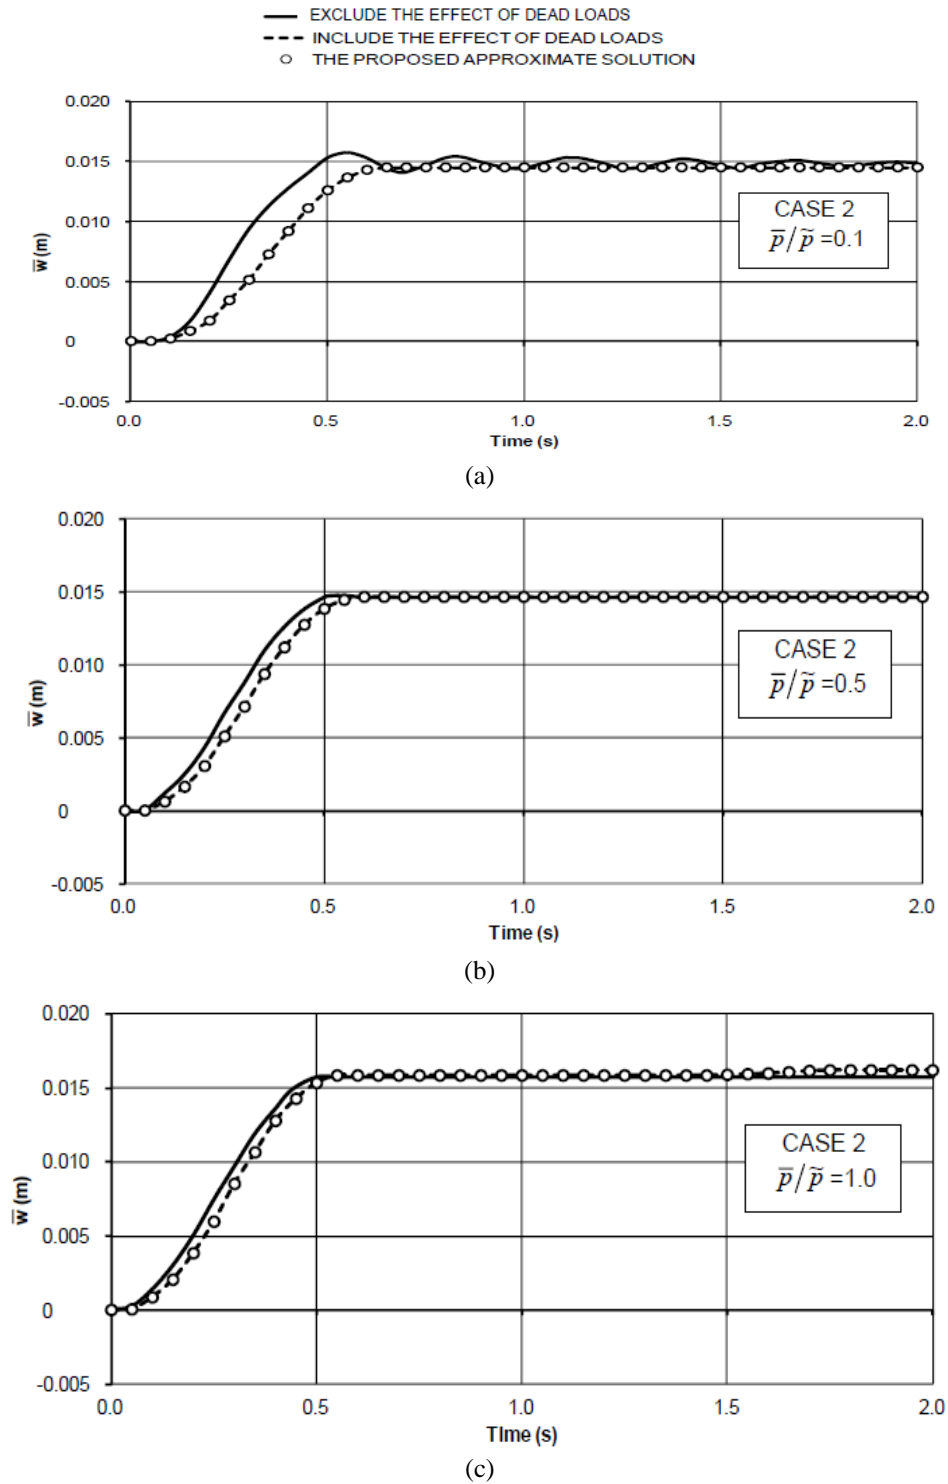 EXCLUDE THE EFFECT OF DEAD LOADS
INCLUDE THE EFFECT OF DEAD LOADS
THE PROPOSED APPROXIMATE SOLUTION
0.020
0.015
0.010
0.005
0
-0.005
w̅ (m)
CASE 2
p̅/p̃ =0.1
0.0 0.5 1.0 1.5 2.0
Time (s)
(a)
0.020
0.015
0.010
0.005
0
-0.005
w̅ (m)
CASE 2
p̅/p̃ =0.5
0.0 0.5 1.0 1.5 2.0
Time (s)
(b)
0.020
0.015
0.010
0.005
0
-0.005
w̅ (m)
CASE 2
p̅/p̃ =1.0
0.0 0.5 1.0 1.5 2.0
TIme (s)
(c)